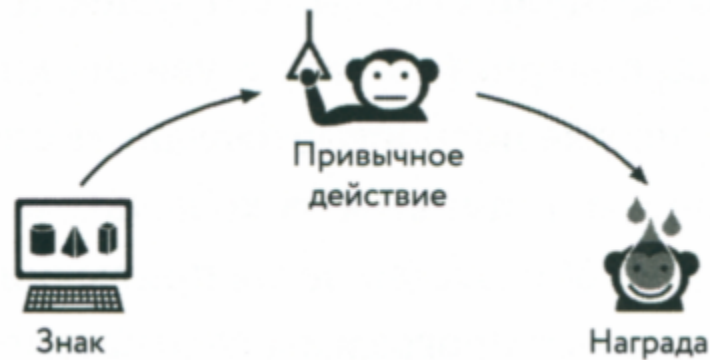 Привычное
действие
Знак
Награда